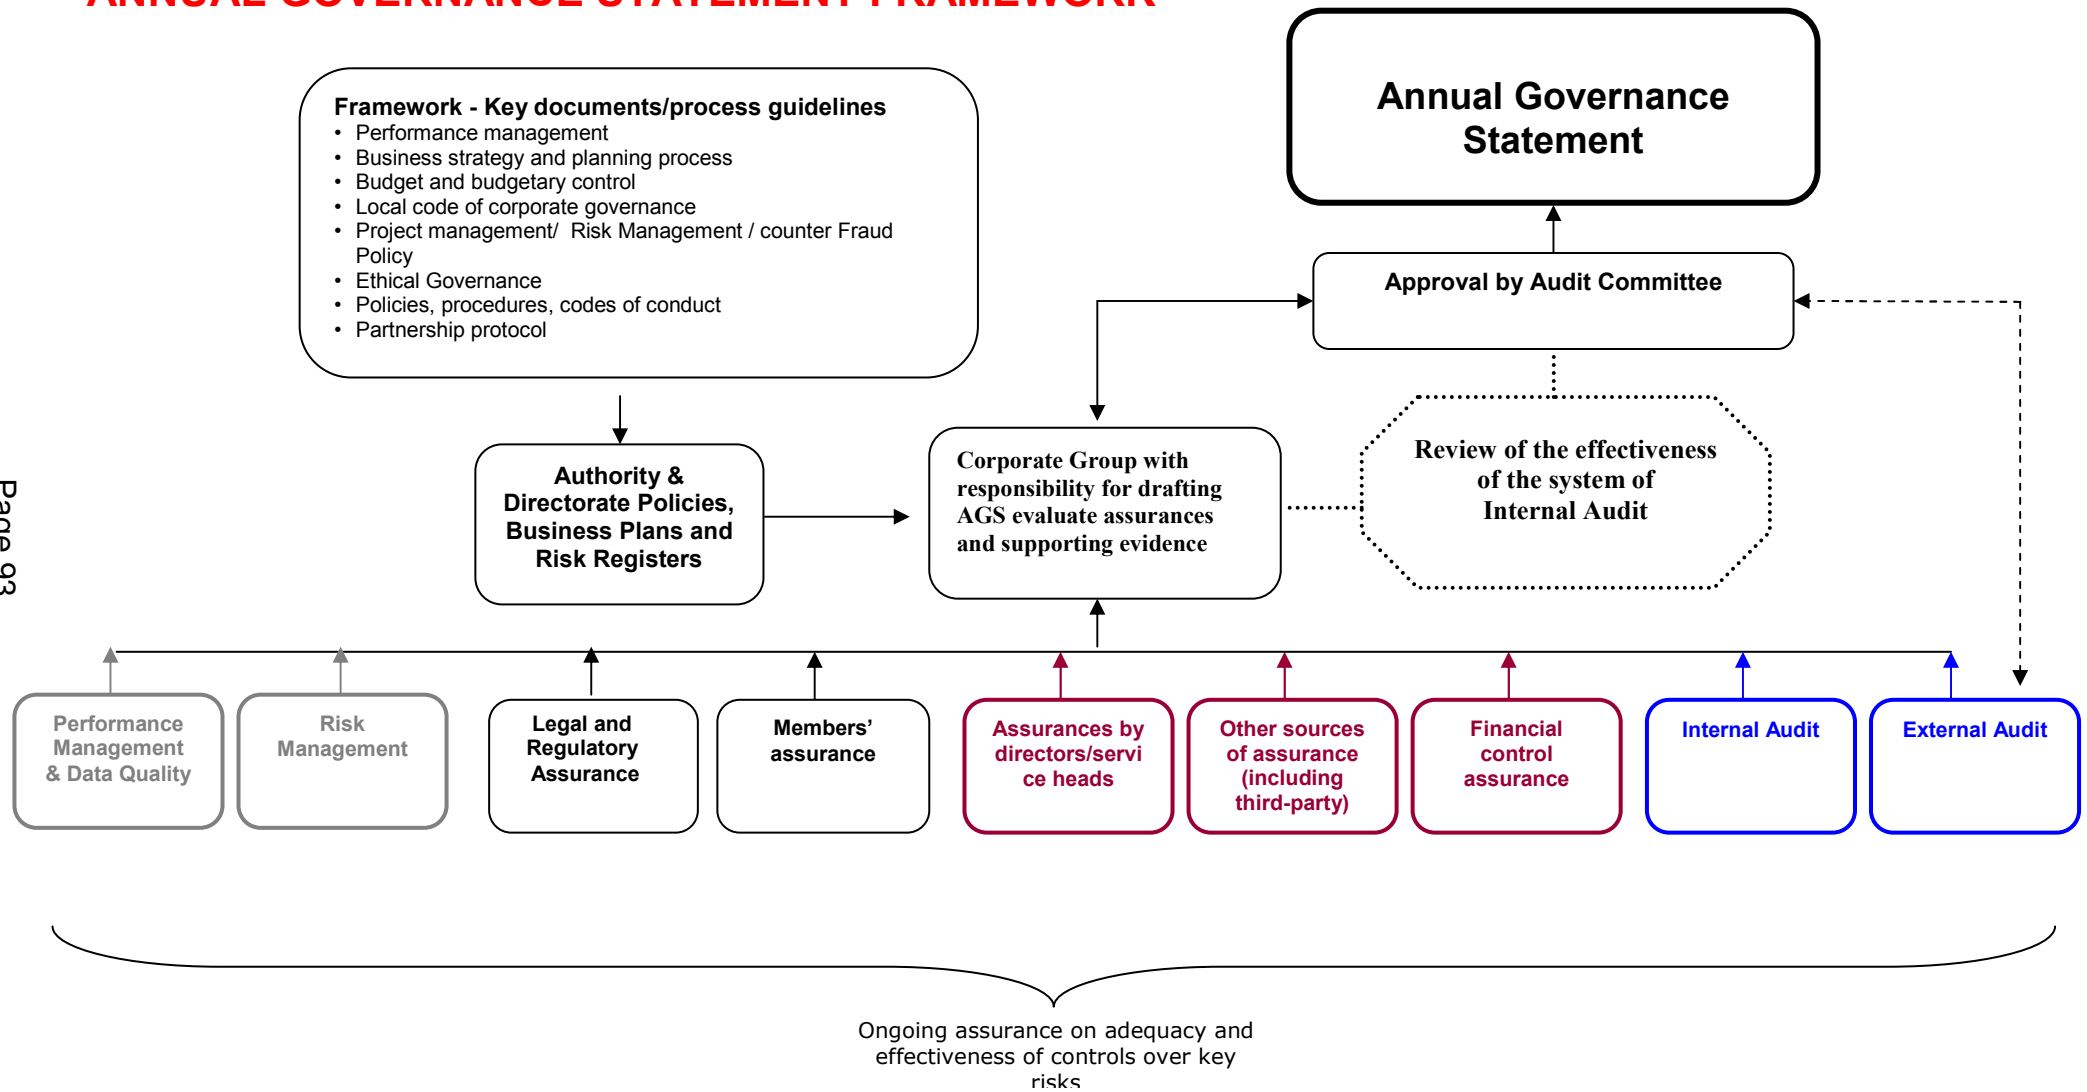 ANNUAL GOVERNANCE STATEMENT FRAMEWORK
Annual Governance
Statement
Framework - Key documents/process guidelines
• Performance management
• Business strategy and planning process
• Budget and budgetary control
• Local code of corporate governance
• Project management/ Risk Management / counter Fraud
Policy
• Ethical Governance
• Policies, procedures, codes of conduct
• Partnership protocol
Approval by Audit Committee
Authority &
Directorate Policies,
Business Plans and
Risk Registers
Corporate Group with
responsibility for drafting
AGS evaluate assurances
and supporting evidence
Review of the effectiveness
of the system of
Internal Audit
Page 93
Performance
Management
& Data Quality
Risk
Management
Legal and
Regulatory
Assurance
Members’
assurance
Assurances by
directors/servi
ce heads
Other sources
of assurance
(including
third-party)
Financial
control
assurance
Internal Audit
External Audit
Ongoing assurance on adequacy and
effectiveness of controls over key
risks